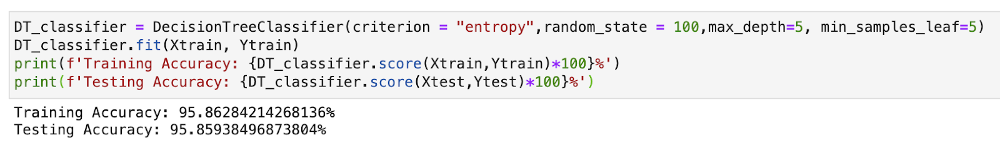 DT_classifier = DecisionTreeClassifier(criterion = "entropy",random_state = 100,max_depth=5, min_samples_leaf=5)
DT_classifier.fit(Xtrain, Ytrain)
print(f'Training Accuracy: {DT_classifier.score(Xtrain,Ytrain)*100}%')
print(f'Testing Accuracy: {DT_classifier.score(Xtest,Ytest)*100}%')
Training Accuracy: 95.86284214268136%
Testing Accuracy: 95.85938496873804%